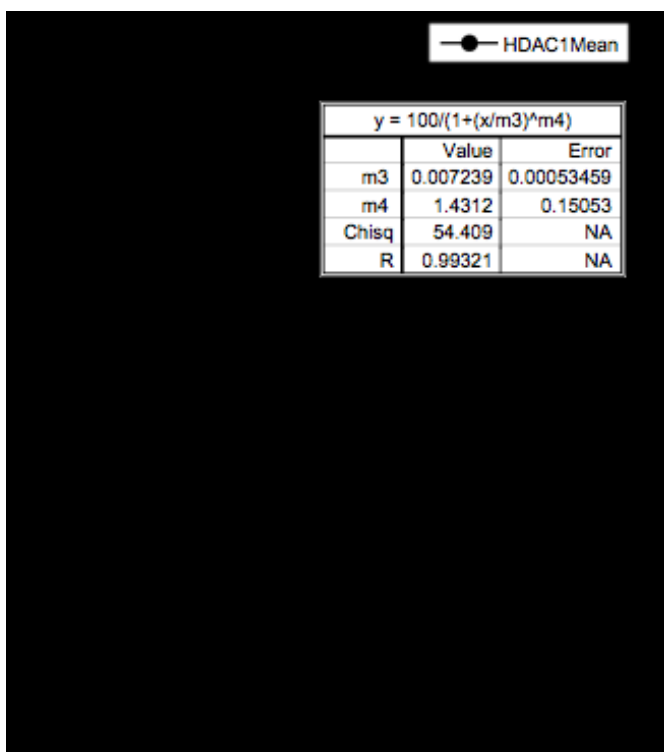 HDAC1Mean
y = 100/(1+(x/m3)^m4)
Value Error
m3 0.007239 0.00053459
m4 1.4312 0.15053
Chisq 54.409 NA
R 0.99321 NA